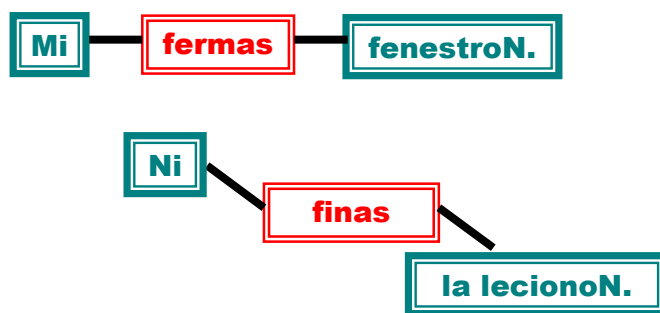 Mi fermas fenestroN.
Ni
finas
la lecionoN.